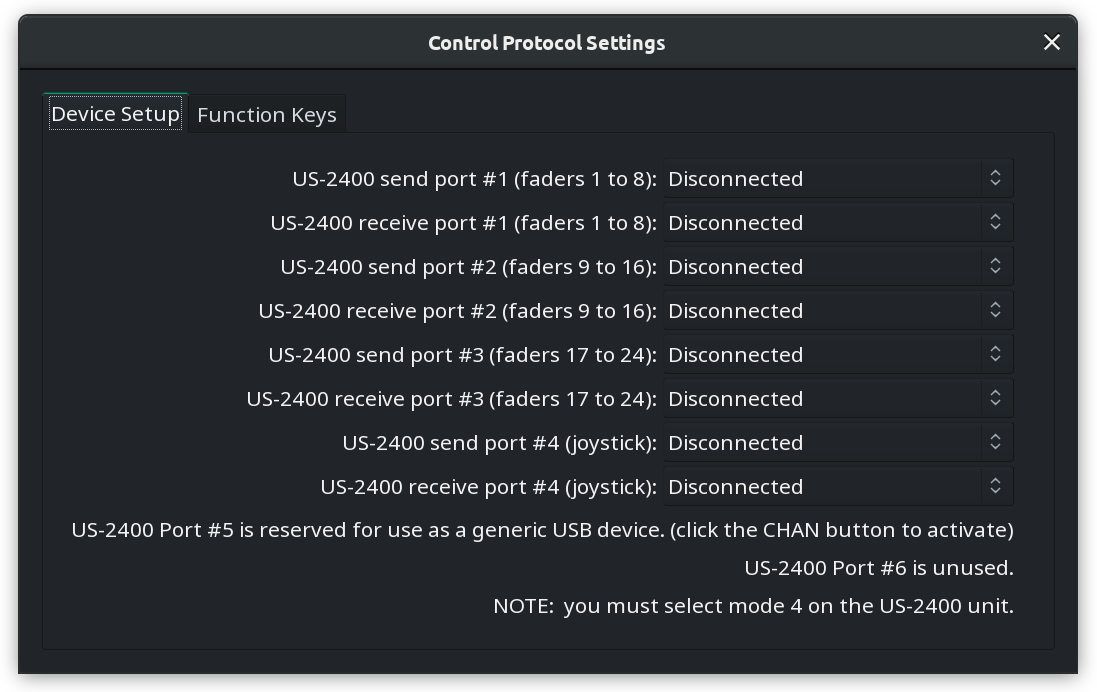 Control Protocol Settings
Device Setup Function Keys
US-2400 send port #1 (faders 1 to 8): Disconnected
US-2400 receive port #1 (faders 1 to 8): Disconnected
US-2400 send port #2 (faders 9 to 16): Disconnected
US-2400 receive port #2 (faders 9 to 16): Disconnected
US-2400 send port #3 (faders 17 to 24): Disconnected
US-2400 receive port #3 (faders 17 to 24): Disconnected
US-2400 send port #4 (joystick): Disconnected
US-2400 receive port #4 (joystick): Disconnected
US-2400 Port #5 is reserved for use as a generic USB device. (click the CHAN button to activate)
US-2400 Port #6 is unused.
NOTE:  you must select mode 4 on the US-2400 unit.